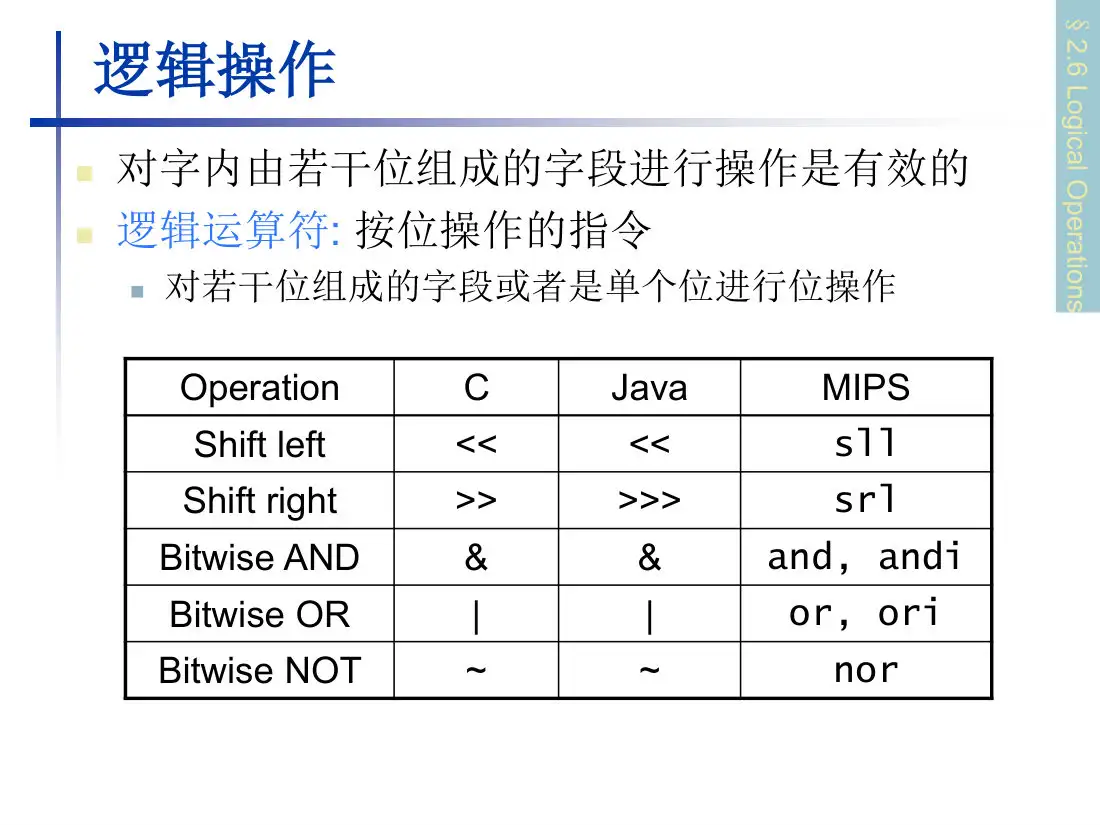 逻辑操作
§ 2.6 Logical Operations
对字内由若干位组成的字段进行操作是有效的
逻辑运算符: 按位操作的指令
对若干位组成的字段或者是单个位进行位操作
Operation C Java MIPS
Shift left << << sll
Shift right >> >>> srl
Bitwise AND & & and, andi
Bitwise OR | | or, ori
Bitwise NOT ~ ~ nor